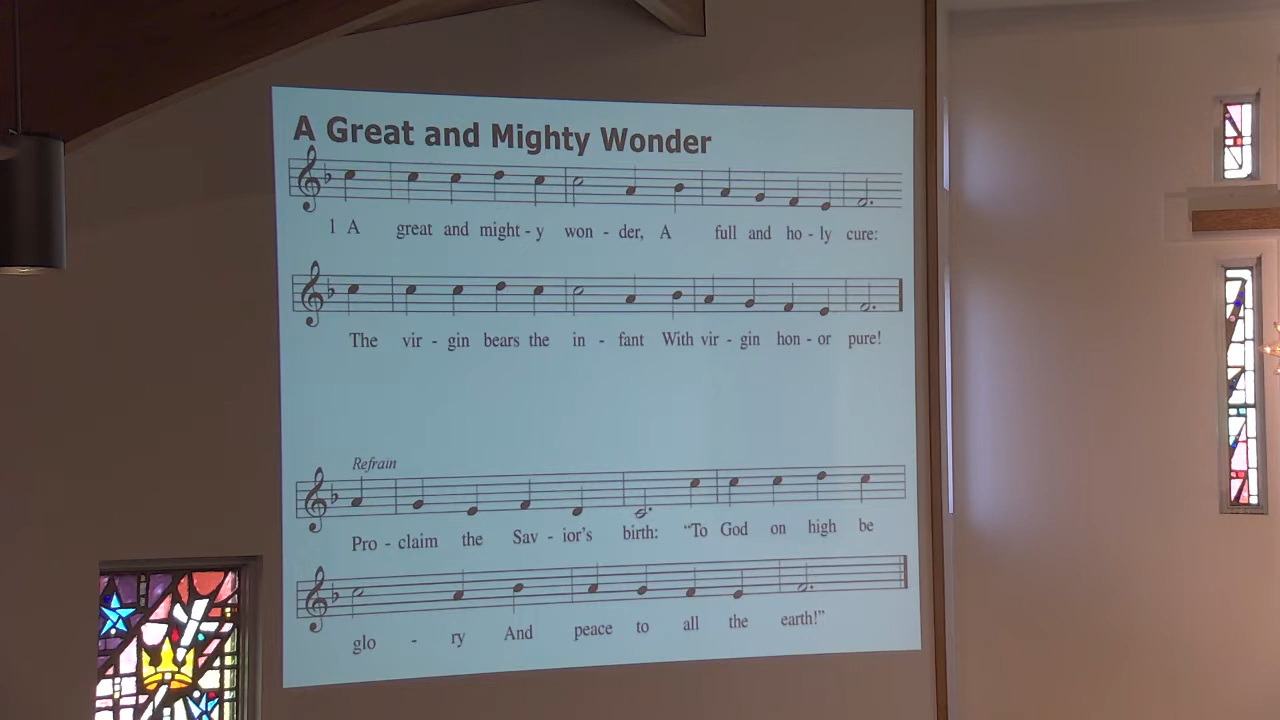 A Great and Mighty Wonder
1 A great and might - y won - der, A full and ho - ly cure:
The vir - gin bears the in - fant With vir - gin hon - or pure!
Refrain
Pro - claim the Sav - ior's birth: "To God on high be
glo - ry And peace to all the earth!"